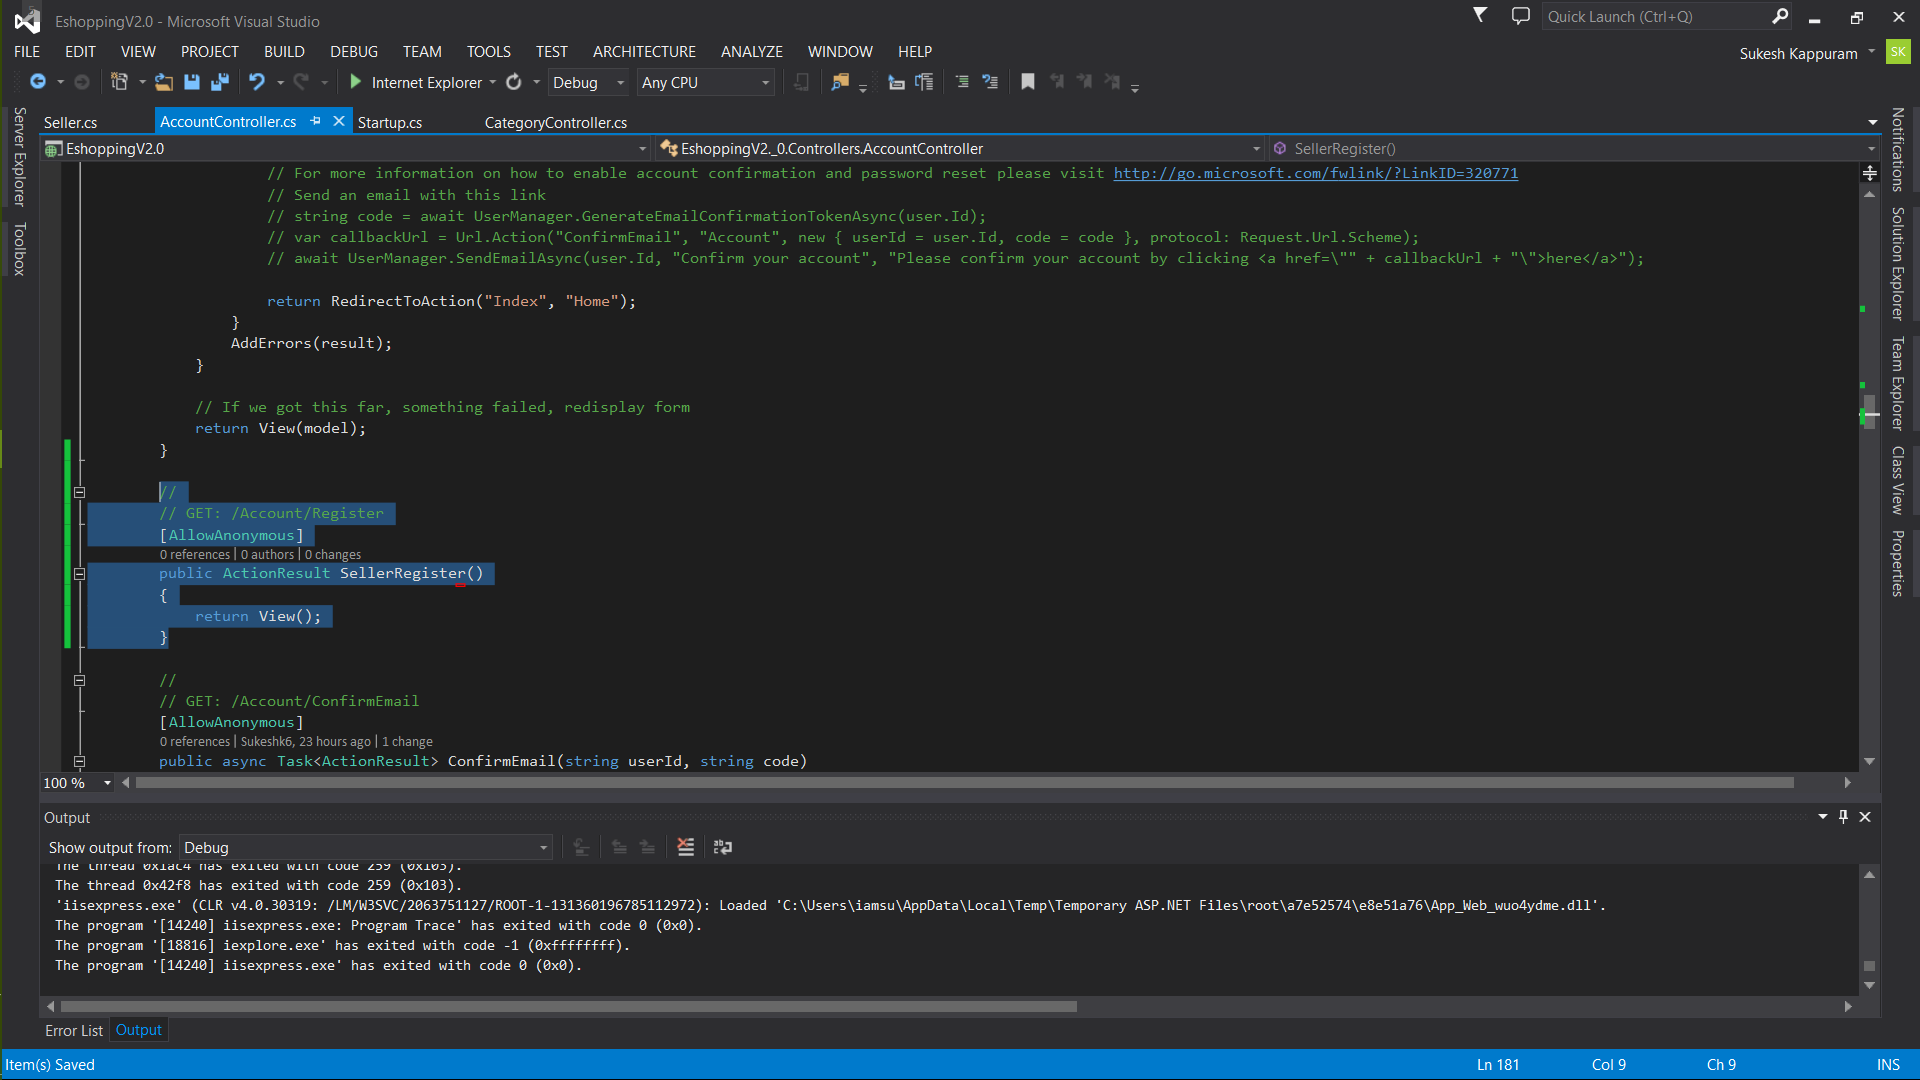 EshoppingV2.0 - Microsoft Visual Studio
Quick Launch (Ctrl+Q)
FILE EDIT VIEW PROJECT BUILD DEBUG TEAM TOOLS TEST ARCHITECTURE ANALYZE WINDOW HELP
Sukesh Kappuram SK
Internet Explorer Debug Any CPU
Server Explorer
Toolbox
Seller.cs AccountController.cs Startup.cs CategoryController.cs
EshoppingV2.0 EshoppingV2._0.Controllers.AccountController SellerRegister()
// For more information on how to enable account confirmation and password reset please visit http://go.microsoft.com/fwlink/?LinkID=320771
// Send an email with this link
// string code = await UserManager.GenerateEmailConfirmationTokenAsync(user.Id);
// var callbackUrl = Url.Action("ConfirmEmail", "Account", new { userId = user.Id, code = code }, protocol: Request.Url.Scheme);
// await UserManager.SendEmailAsync(user.Id, "Confirm your account", "Please confirm your account by clicking <a href=\"" + callbackUrl + "\">here</a>");
return RedirectToAction("Index", "Home");
}
AddErrors(result);
}
// If we got this far, something failed, redisplay form
return View(model);
}
//
// GET: /Account/Register
[AllowAnonymous]
0 references | 0 authors | 0 changes
public ActionResult SellerRegister()
{
return View();
}
//
// GET: /Account/ConfirmEmail
[AllowAnonymous]
0 references | Sukeshk6, 23 hours ago | 1 change
public async Task<ActionResult> ConfirmEmail(string userId, string code)
100 %
Notifications
Solution Explorer
Team Explorer
Class View
Properties
Output
Show output from: Debug
The thread 0x1ac4 has exited with code 259 (0x103).
The thread 0x42f8 has exited with code 259 (0x103).
'iisexpress.exe' (CLR v4.0.30319: /LM/W3SVC/2063751127/ROOT-1-131360196785112972): Loaded 'C:\Users\iamsu\AppData\Local\Temp\Temporary ASP.NET Files\root\a7e52574\e8e51a76\App_Web_wuo4ydme.dll'.
The program '[14240] iisexpress.exe: Program Trace' has exited with code 0 (0x0).
The program '[18816] iexplore.exe' has exited with code -1 (0xffffffff).
The program '[14240] iisexpress.exe' has exited with code 0 (0x0).
Error List Output
Item(s) Saved Ln 181 Col 9 Ch 9 INS